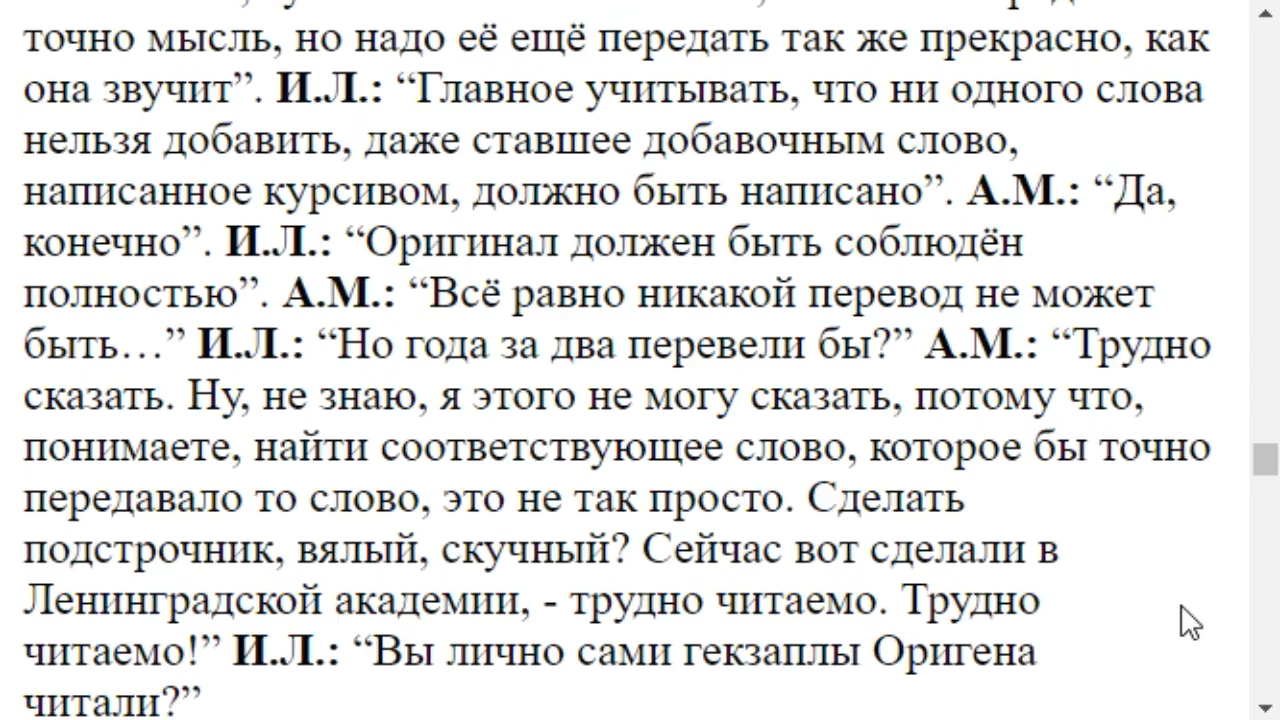 точно мысль, но надо её ещё передать так же прекрасно, как
она звучит”. И.Л.: “Главное учитывать, что ни одного слова
нельзя добавить, даже ставшее добавочным слово,
написанное курсивом, должно быть написано”. А.М.: “Да,
конечно”. И.Л.: “Оригинал должен быть соблюдён
полностью”. А.М.: “Всё равно никакой перевод не может
быть…” И.Л.: “Но года за два перевели бы?” А.М.: “Трудно
сказать. Ну, не знаю, я этого не могу сказать, потому что,
понимаете, найти соответствующее слово, которое бы точно
передавало то слово, это не так просто. Сделать
подстрочник, вялый, скучный? Сейчас вот сделали в
Ленинградской академии, - трудно читаемо. Трудно
читаемо!” И.Л.: “Вы лично сами гекзаплы Оригена
читали?”